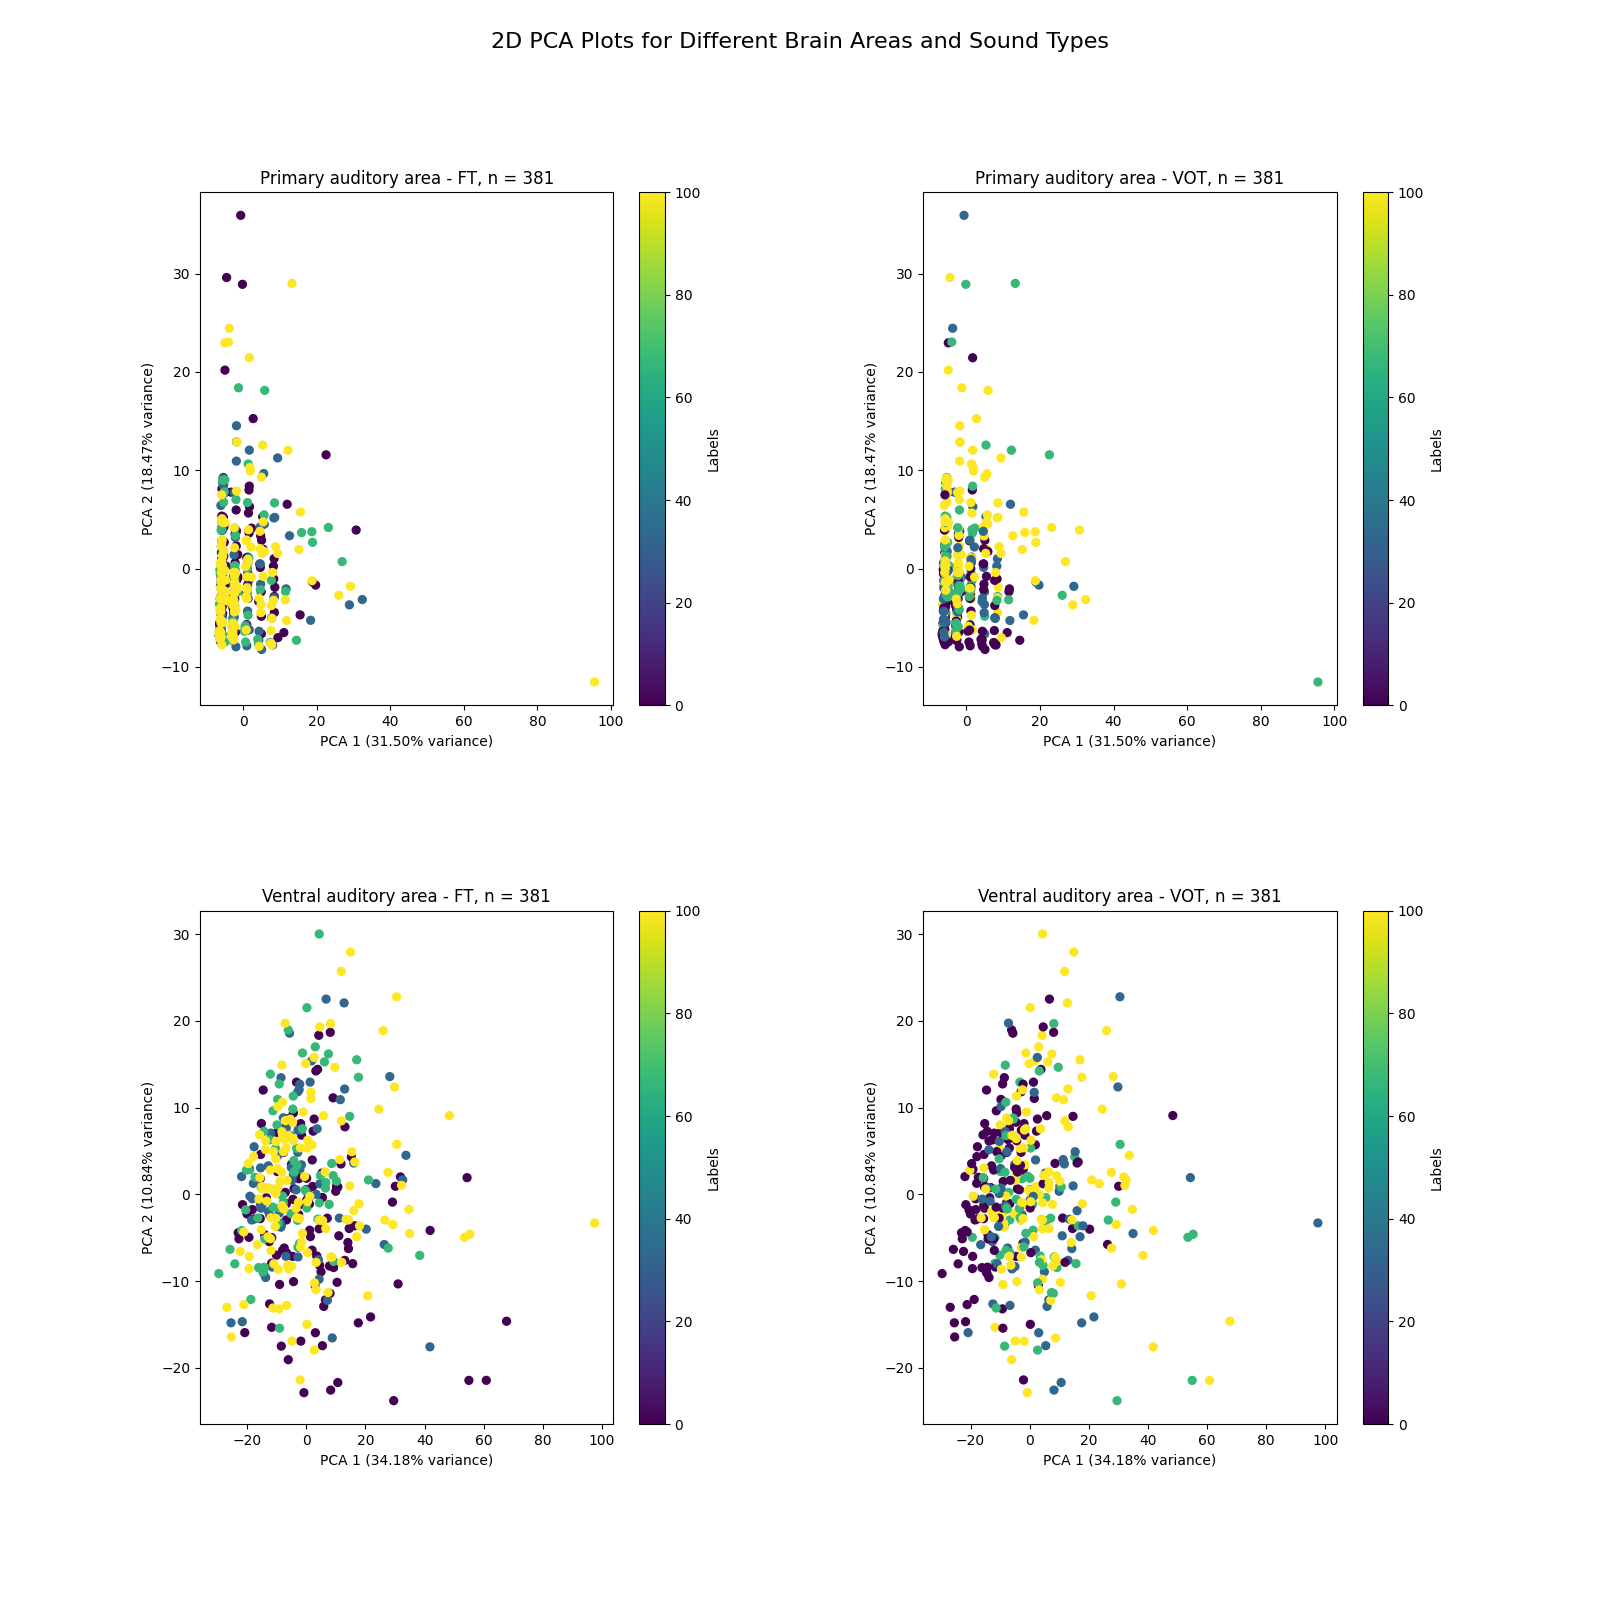 2D PCA Plots for Different Brain Areas and Sound Types
Primary auditory area - FT, n = 381
PCA 2 (18.47% variance)
30
20
10
0
−10
0 20 40 60 80 100
PCA 1 (31.50% variance)
100
80
60
40
20
0
Labels
Primary auditory area - VOT, n = 381
PCA 2 (18.47% variance)
30
20
10
0
−10
0 20 40 60 80 100
PCA 1 (31.50% variance)
100
80
60
40
20
0
Labels
Ventral auditory area - FT, n = 381
PCA 2 (10.84% variance)
30
20
10
0
−10
−20
−20 0 20 40 60 80 100
PCA 1 (34.18% variance)
100
80
60
40
20
0
Labels
Ventral auditory area - VOT, n = 381
PCA 2 (10.84% variance)
30
20
10
0
−10
−20
−20 0 20 40 60 80 100
PCA 1 (34.18% variance)
100
80
60
40
20
0
Labels